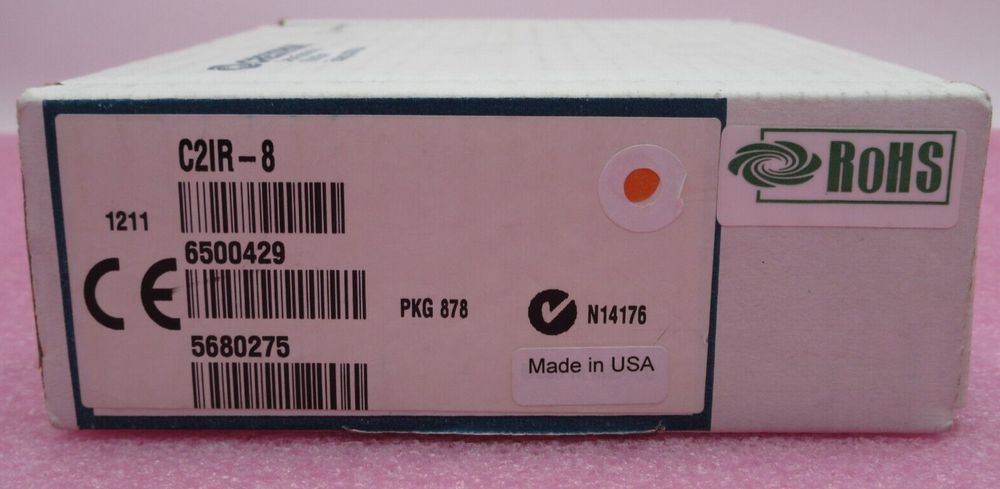 C2IR-8
1211
6500429
CE
PKG 878
N14176
5680275
Made in USA
RoHS